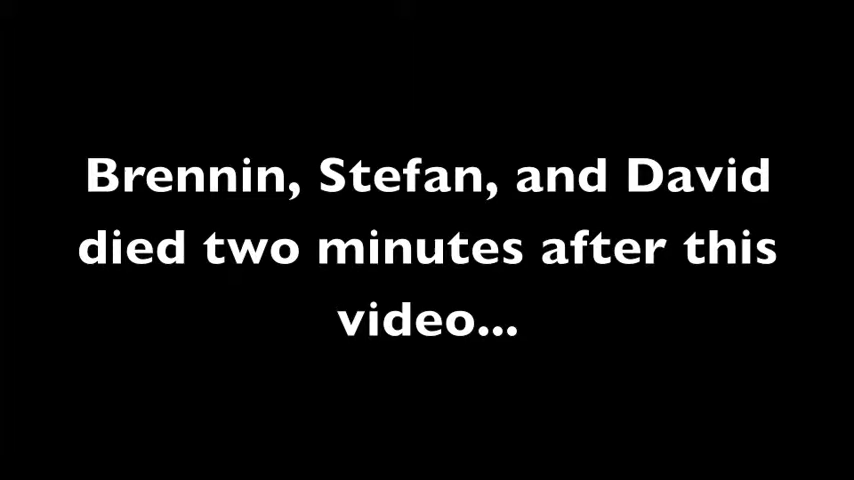 Brennin, Stefan, and David
died two minutes after this
video...